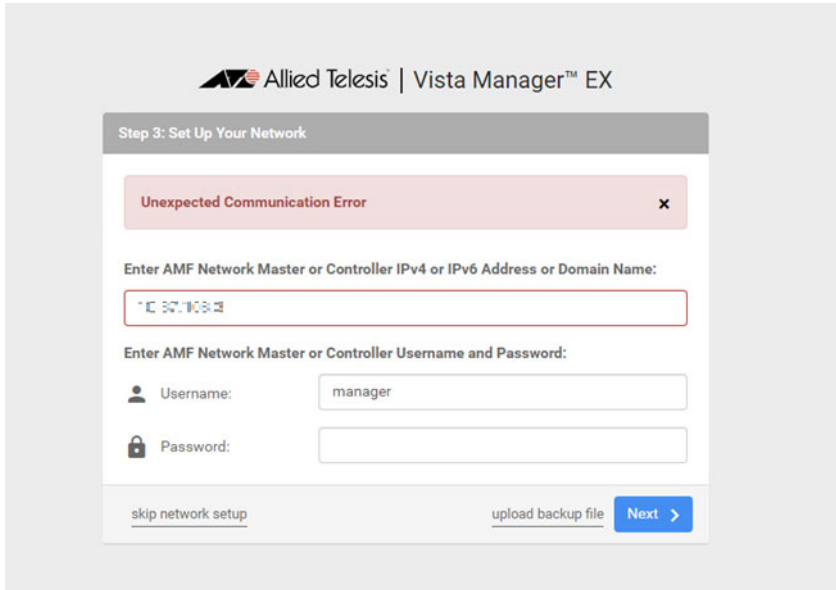 Allied Telesis | Vista Manager™ EX
Step 3: Set Up Your Network
Unexpected Communication Error ×
Enter AMF Network Master or Controller IPv4 or IPv6 Address or Domain Name:
Enter AMF Network Master or Controller Username and Password:
Username: manager
Password:
skip network setup upload backup file Next >